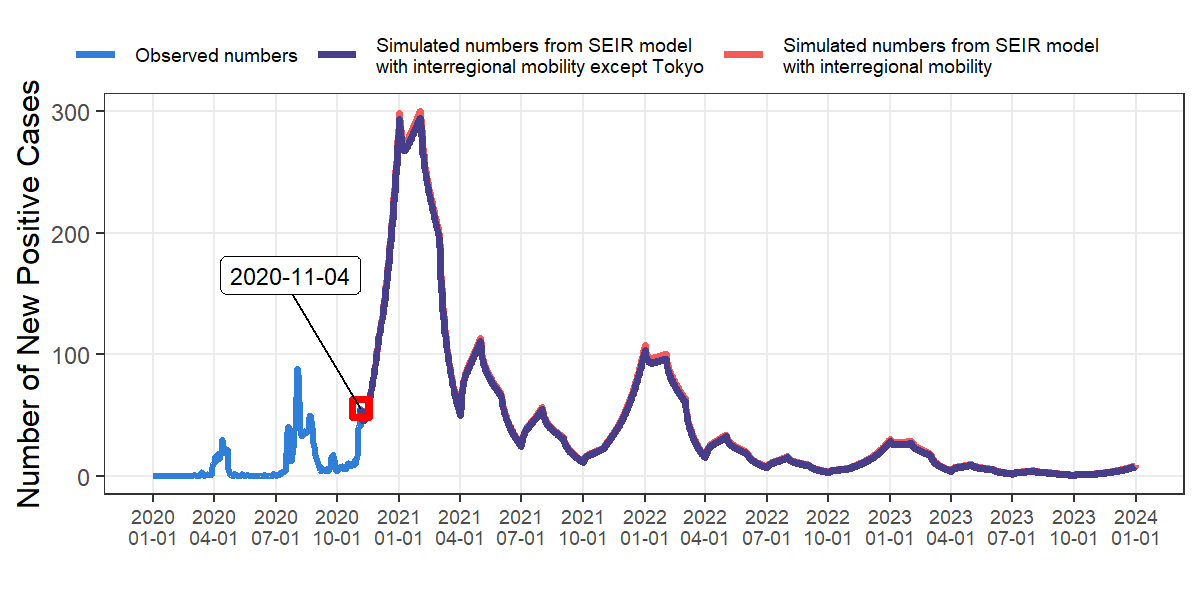 Observed numbers
Simulated numbers from SEIR model
with interregional mobility except Tokyo
Simulated numbers from SEIR model
with interregional mobility
Number of New Positive Cases
300
200
100
0
2020-11-04
2020 2020 2020 2020 2021 2021 2021 2021 2022 2022 2022 2022 2023 2023 2023 2023 2024
01-01 04-01 07-01 10-01 01-01 04-01 07-01 10-01 01-01 04-01 07-01 10-01 01-01 04-01 07-01 10-01 01-01